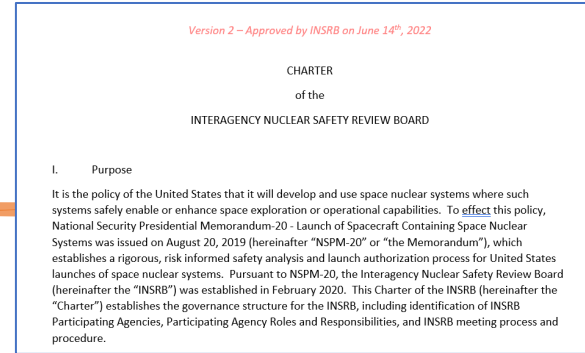 Version 2 – Approved by INSRB on June 14th, 2022
CHARTER
of the
INTERAGENCY NUCLEAR SAFETY REVIEW BOARD
I. Purpose
It is the policy of the United States that it will develop and use space nuclear systems where such
systems safely enable or enhance space exploration or operational capabilities. To effect this policy,
National Security Presidential Memorandum-20 - Launch of Spacecraft Containing Space Nuclear
Systems was issued on August 20, 2019 (hereinafter “NSPM-20” or “the Memorandum”), which
establishes a rigorous, risk informed safety analysis and launch authorization process for United States
launches of space nuclear systems. Pursuant to NSPM-20, the Interagency Nuclear Safety Review Board
(hereinafter the “INSRB”) was established in February 2020. This Charter of the INSRB (hereinafter the
“Charter”) establishes the governance structure for the INSRB, including identification of INSRB
Participating Agencies, Participating Agency Roles and Responsibilities, and INSRB meeting process and
procedure.